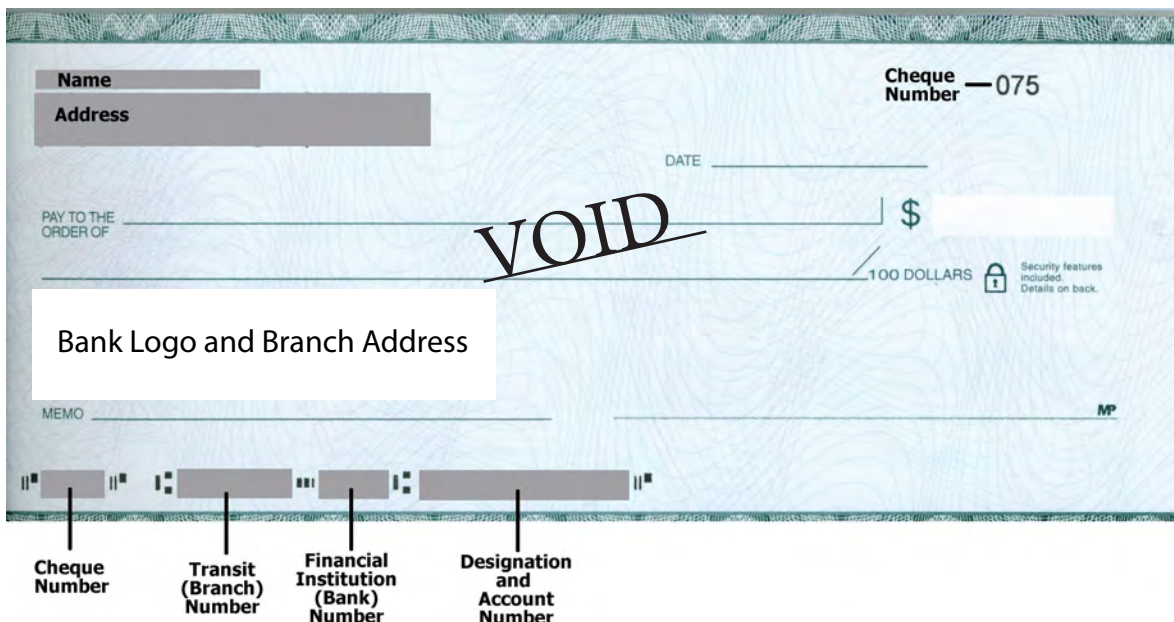 Name
Cheque
Number
075
Address
DATE
PAY TO THE
ORDER OF
VOID
$
100 DOLLARS
Security features
included.
Details on back.
Bank Logo and Branch Address
MEMO
MP
Cheque
Number
Transit
(Branch)
Number
Financial
Institution
(Bank)
Number
Designation
and
Account
Number